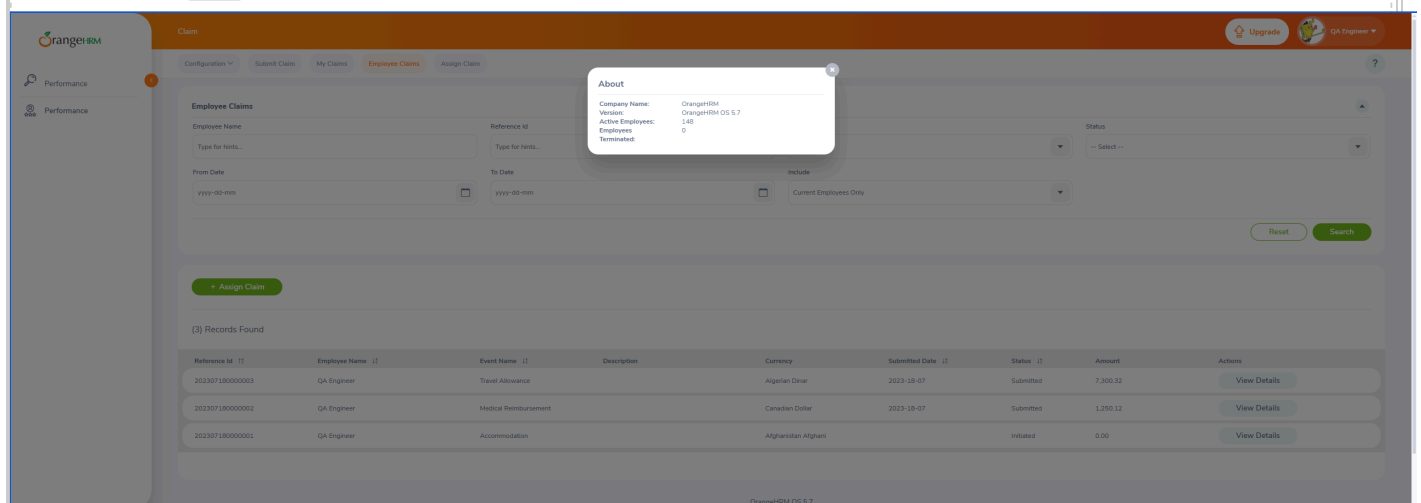 OrangeHRM
Claim
Upgrade
QA Engineer
Configuration
Submit Claim
My Claims
Employee Claims
Assign Claim
?
Performance
Performance
About
Company Name: OrangeHRM
Version: OrangeHRM OS 5.7
Active Employees: 148
Employees 0
Terminated:
Employee Claims
Employee Name
Reference Id
Status
Type for hints...
Type for hints...
-- Select --
From Date
To Date
Include
yyyy-dd-mm
yyyy-dd-mm
Current Employees Only
Reset
Search
+ Assign Claim
(3) Records Found
Reference Id Employee Name Event Name Description Currency Submitted Date Status Amount Actions
202307180000003 QA Engineer Travel Allowance Algerian Dinar 2023-18-07 Submitted 7,300.32 View Details
202307180000002 QA Engineer Medical Reimbursement Canadian Dollar 2023-18-07 Submitted 1,250.12 View Details
202307180000001 QA Engineer Accommodation Afghanistan Afghani Initiated 0.00 View Details
OrangeHRM OS 5.7